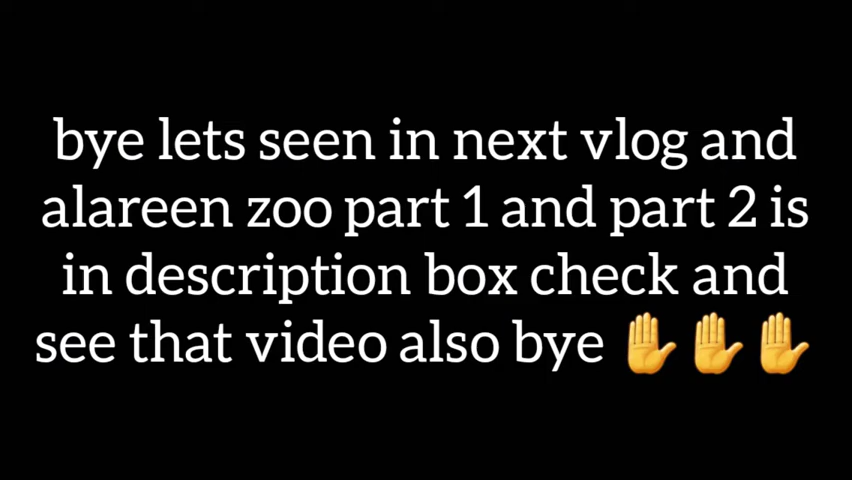 bye lets seen in next vlog and
alareen zoo part 1 and part 2 is
in description box check and
see that video also bye ✋✋✋